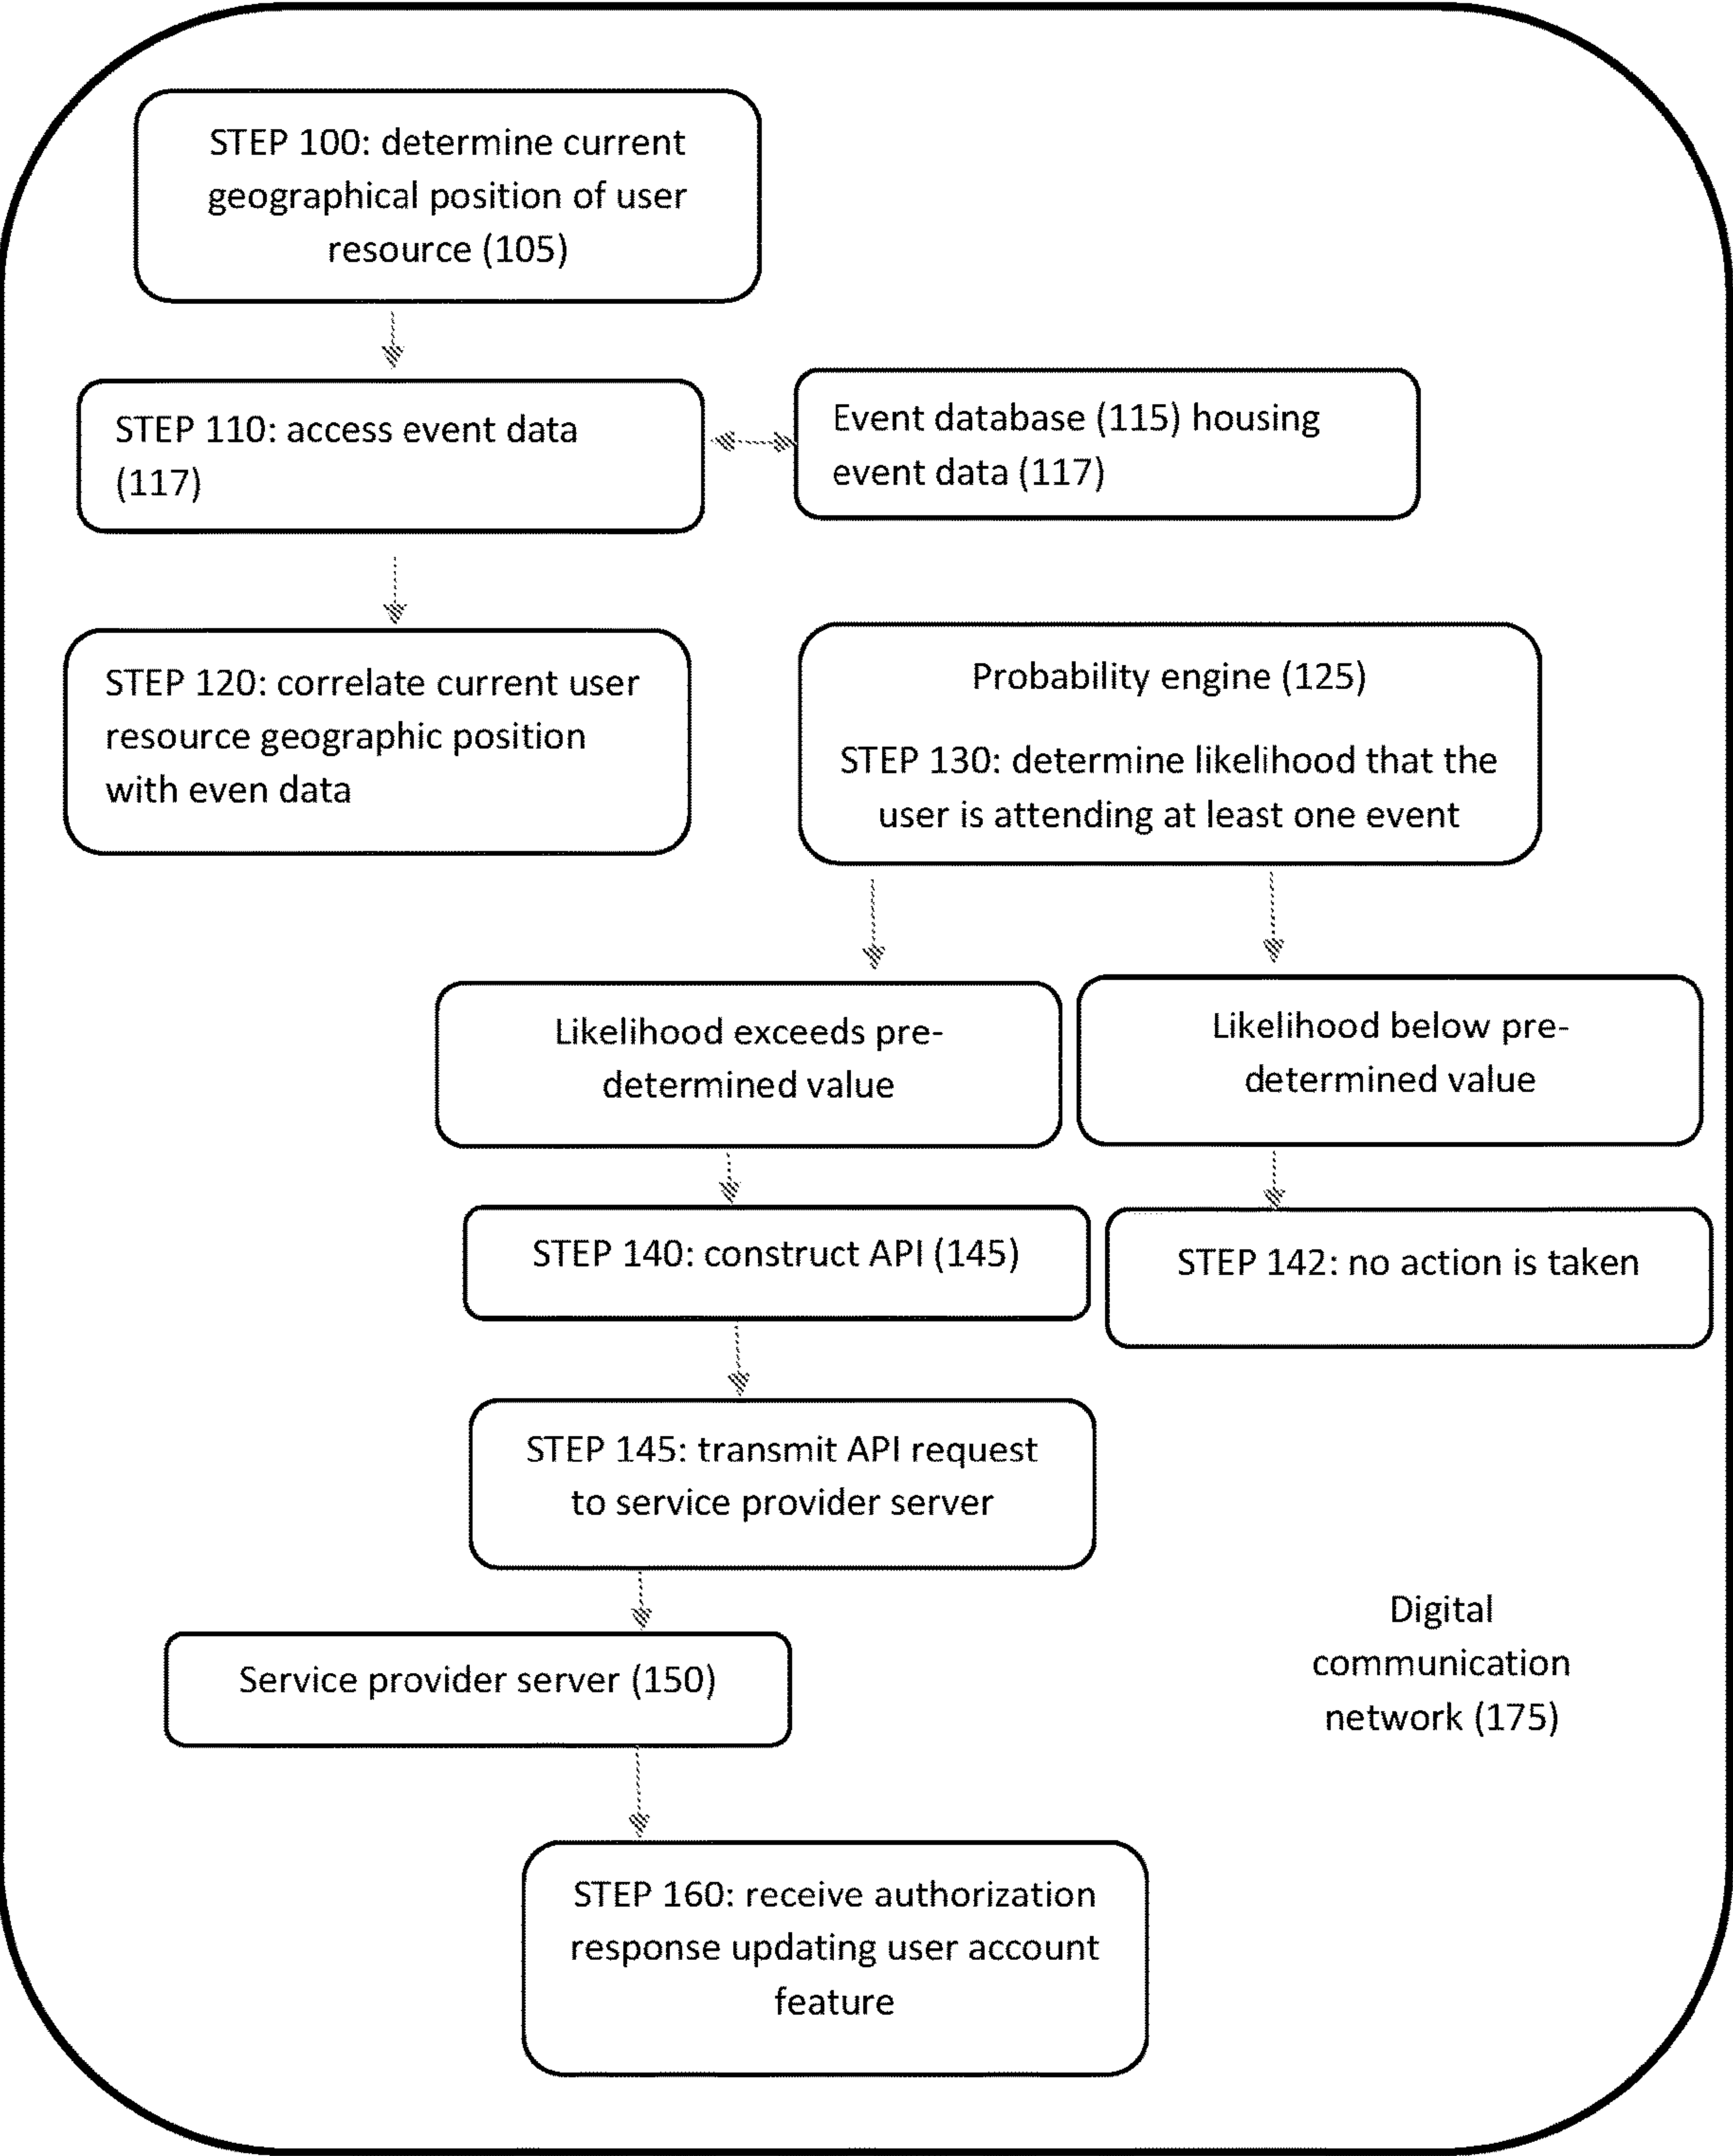 STEP 100: determine current
geographical position of user
resource (105)
STEP 110: access event data
(117)
Event database (115) housing
event data (117)
STEP 120: correlate current user
resource geographic position
with even data
Probability engine (125)
STEP 130: determine likelihood that the
user is attending at least one event
Likelihood exceeds pre-
determined value
Likelihood below pre-
determined value
STEP 140: construct API (145)
STEP 142: no action is taken
STEP 145: transmit API request
to service provider server
Service provider server (150)
Digital
communication
network (175)
STEP 160: receive authorization
response updating user account
feature